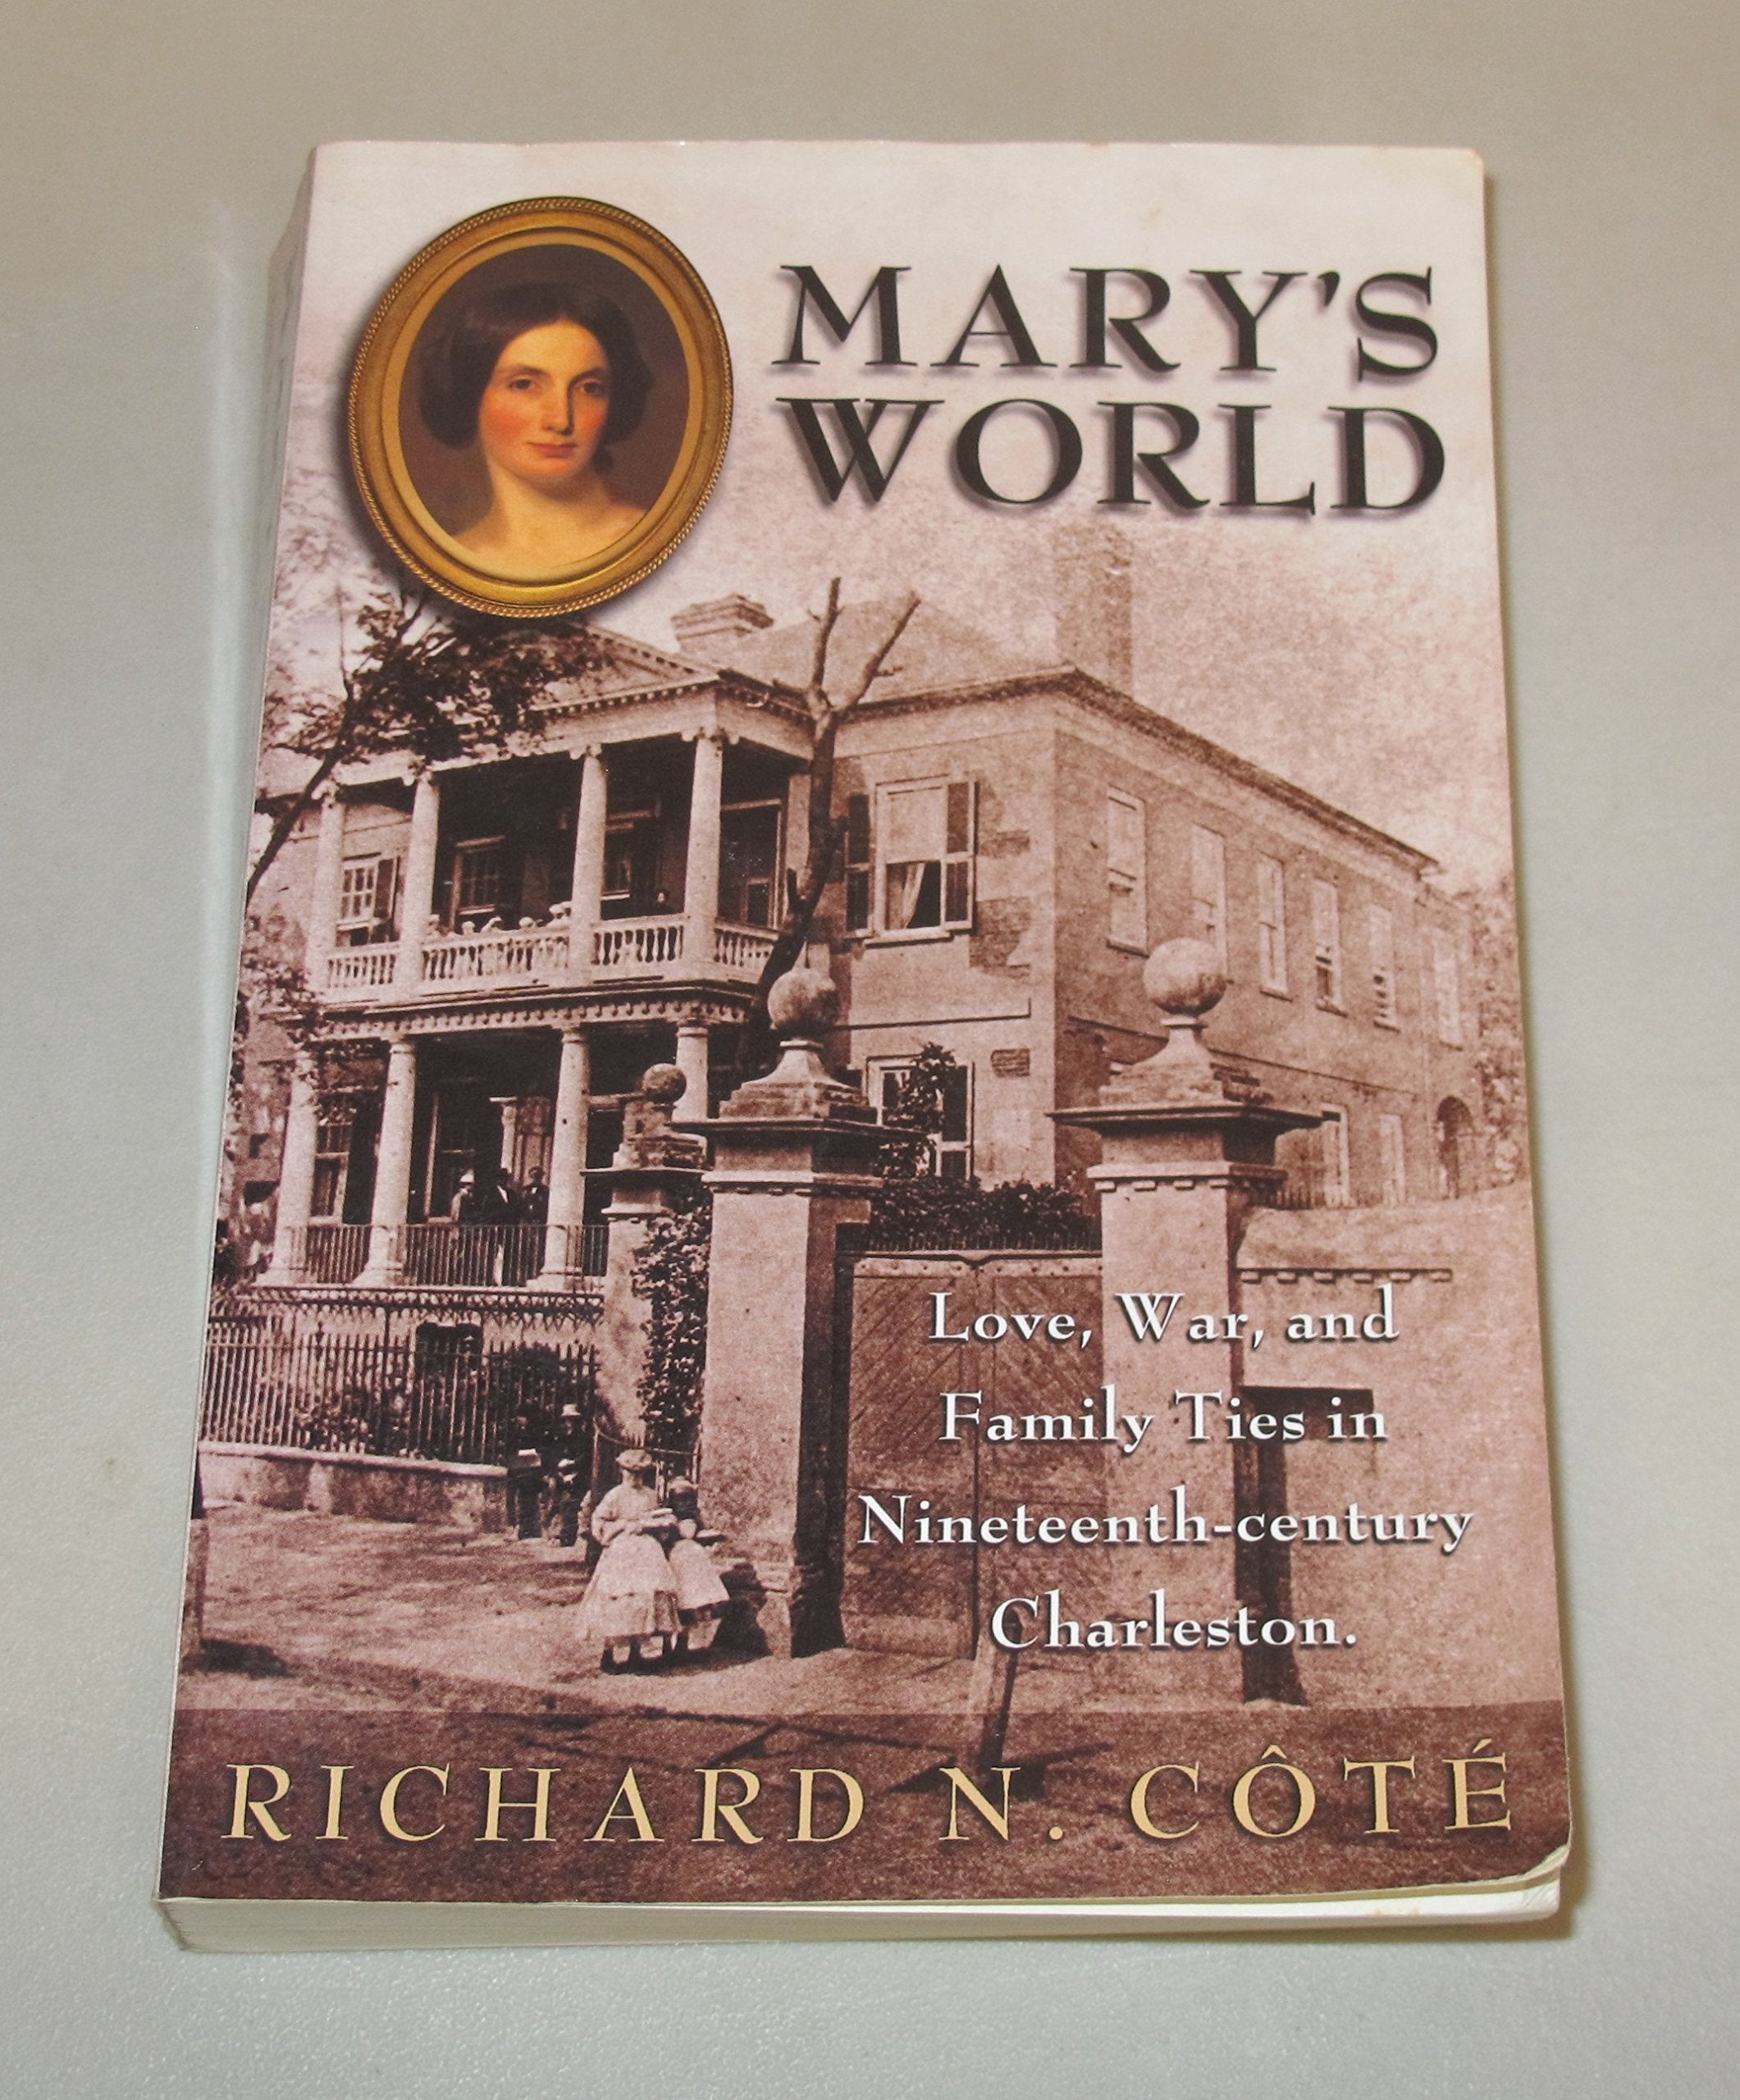 MARY'S
WORLD
Love, War, and
Family Ties in
Nineteenth-century
Charleston.
RICHARD N. CÔTÉ